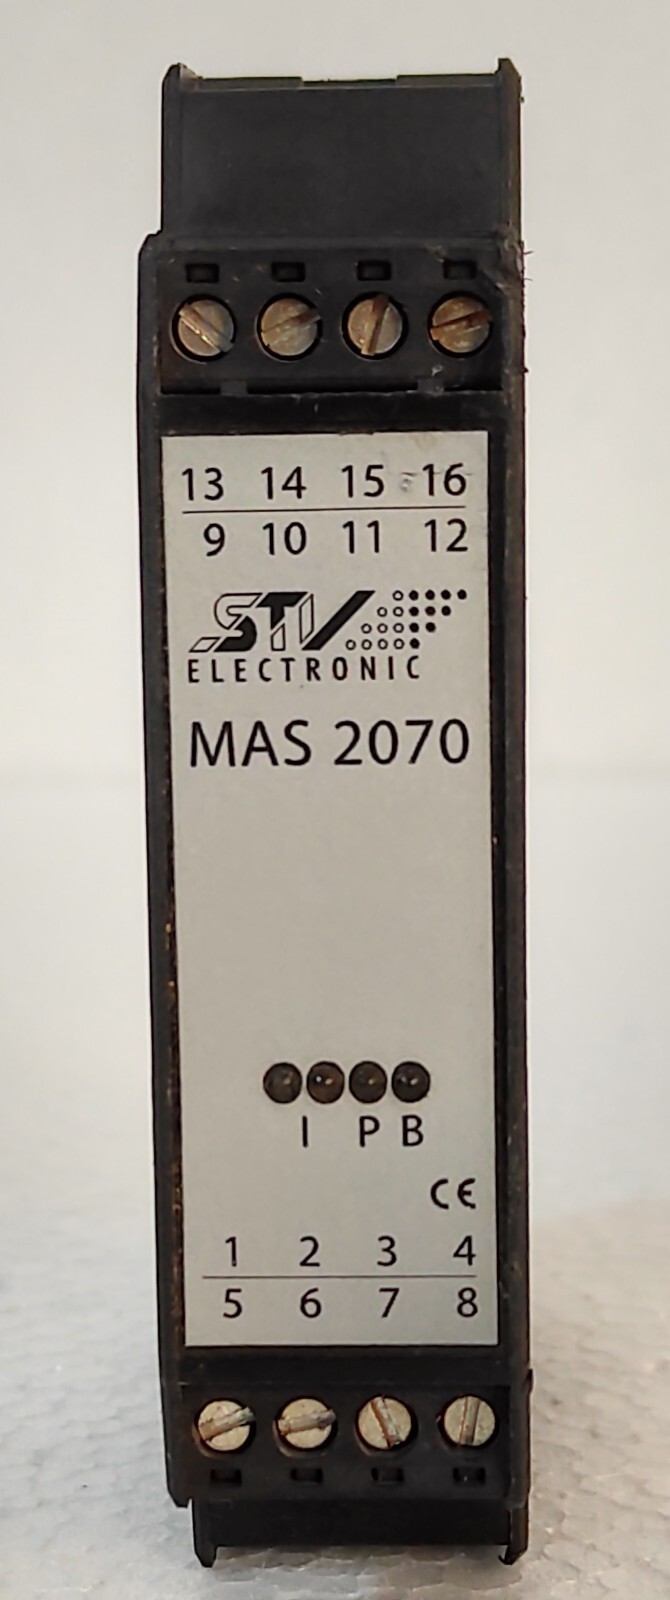 13 14 15 16
9 10 11 12
STV
ELECTRONIC
MAS 2070
I P B
CE
1 2 3 4
5 6 7 8